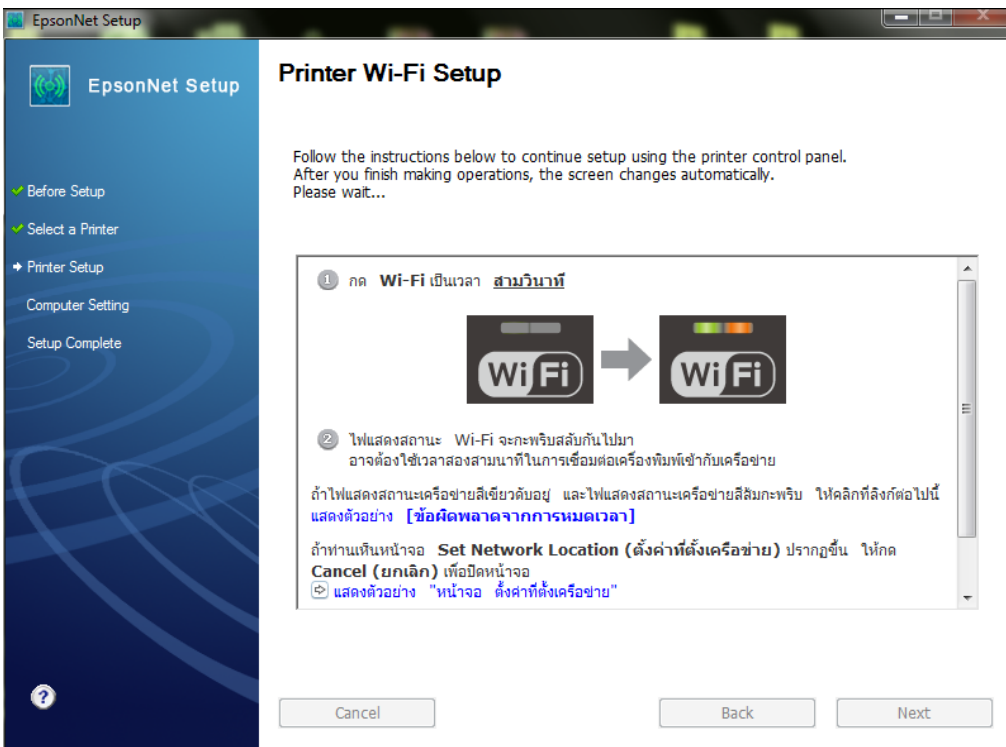 EpsonNet Setup
EpsonNet Setup
Before Setup
Select a Printer
Printer Setup
Computer Setting
Setup Complete
Printer Wi-Fi Setup
Follow the instructions below to continue setup using the printer control panel.
After you finish making operations, the screen changes automatically.
Please wait...
1 กด Wi-Fi เป็นเวลา สามวินาที
Wi Fi Wi Fi
2 ไฟแสดงสถานะ Wi-Fi จะกะพริบสลับกันไปมา
อาจต้องใช้เวลาสองสามนาทีในการเชื่อมต่อเครื่องพิมพ์เข้ากับเครือข่าย
ถ้าไฟแสดงสถานะเครือข่ายสีเขียวดับอยู่ และไฟแสดงสถานะเครือข่ายสีส้มกะพริบ ให้คลิกที่ลิงก์ต่อไปนี้
แสดงตัวอย่าง [ข้อผิดพลาดจากการหมดเวลา]
ถ้าท่านเห็นหน้าจอ Set Network Location (ตั้งค่าที่ตั้งเครือข่าย) ปรากฏขึ้น ให้กด
Cancel (ยกเลิก) เพื่อปิดหน้าจอ
แสดงตัวอย่าง "หน้าจอ ตั้งค่าที่ตั้งเครือข่าย"
?
Cancel
Back
Next